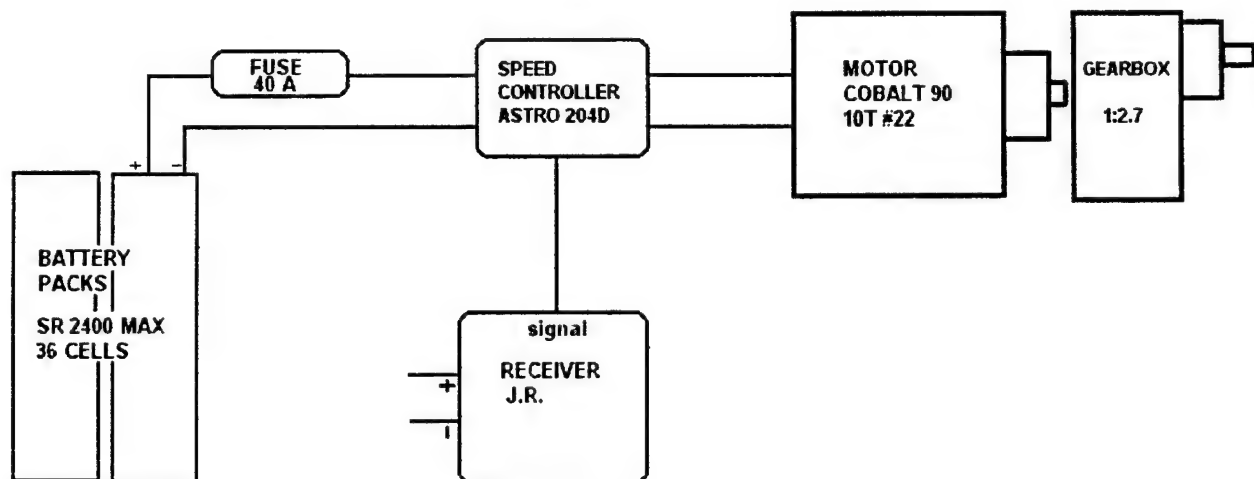 FUSE
40 A
SPEED
CONTROLLER
ASTRO 204D
MOTOR
COBALT 90
10T #22
GEARBOX
1:2.7
+ -
BATTERY
PACKS
SR 2400 MAX
36 CELLS
signal
RECEIVER
J.R.
+
-